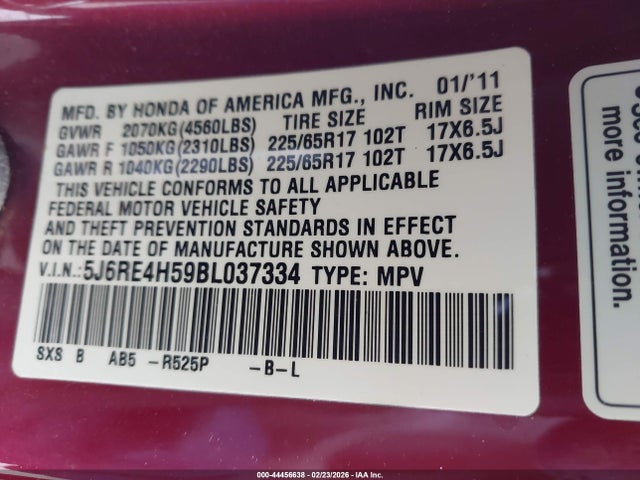 MFD. BY HONDA OF AMERICA MFG., INC. 01/'11
GVWR 2070KG(4560LBS) TIRE SIZE RIM SIZE
GAWR F 1050KG(2310LBS) 225/65R17 102T 17X6.5J
GAWR R 1040KG(2290LBS) 225/65R17 102T 17X6.5J
THIS VEHICLE CONFORMS TO ALL APPLICABLE
FEDERAL MOTOR VEHICLE SAFETY
AND THEFT PREVENTION STANDARDS IN EFFECT
ON THE DATE OF MANUFACTURE SHOWN ABOVE.
V.I.N.:5J6RE4H59BL037334 TYPE: MPV
SXS B AB5 -R525P -B-L
more information.
000-44456638 - 02/23/2026 - IAA Inc.